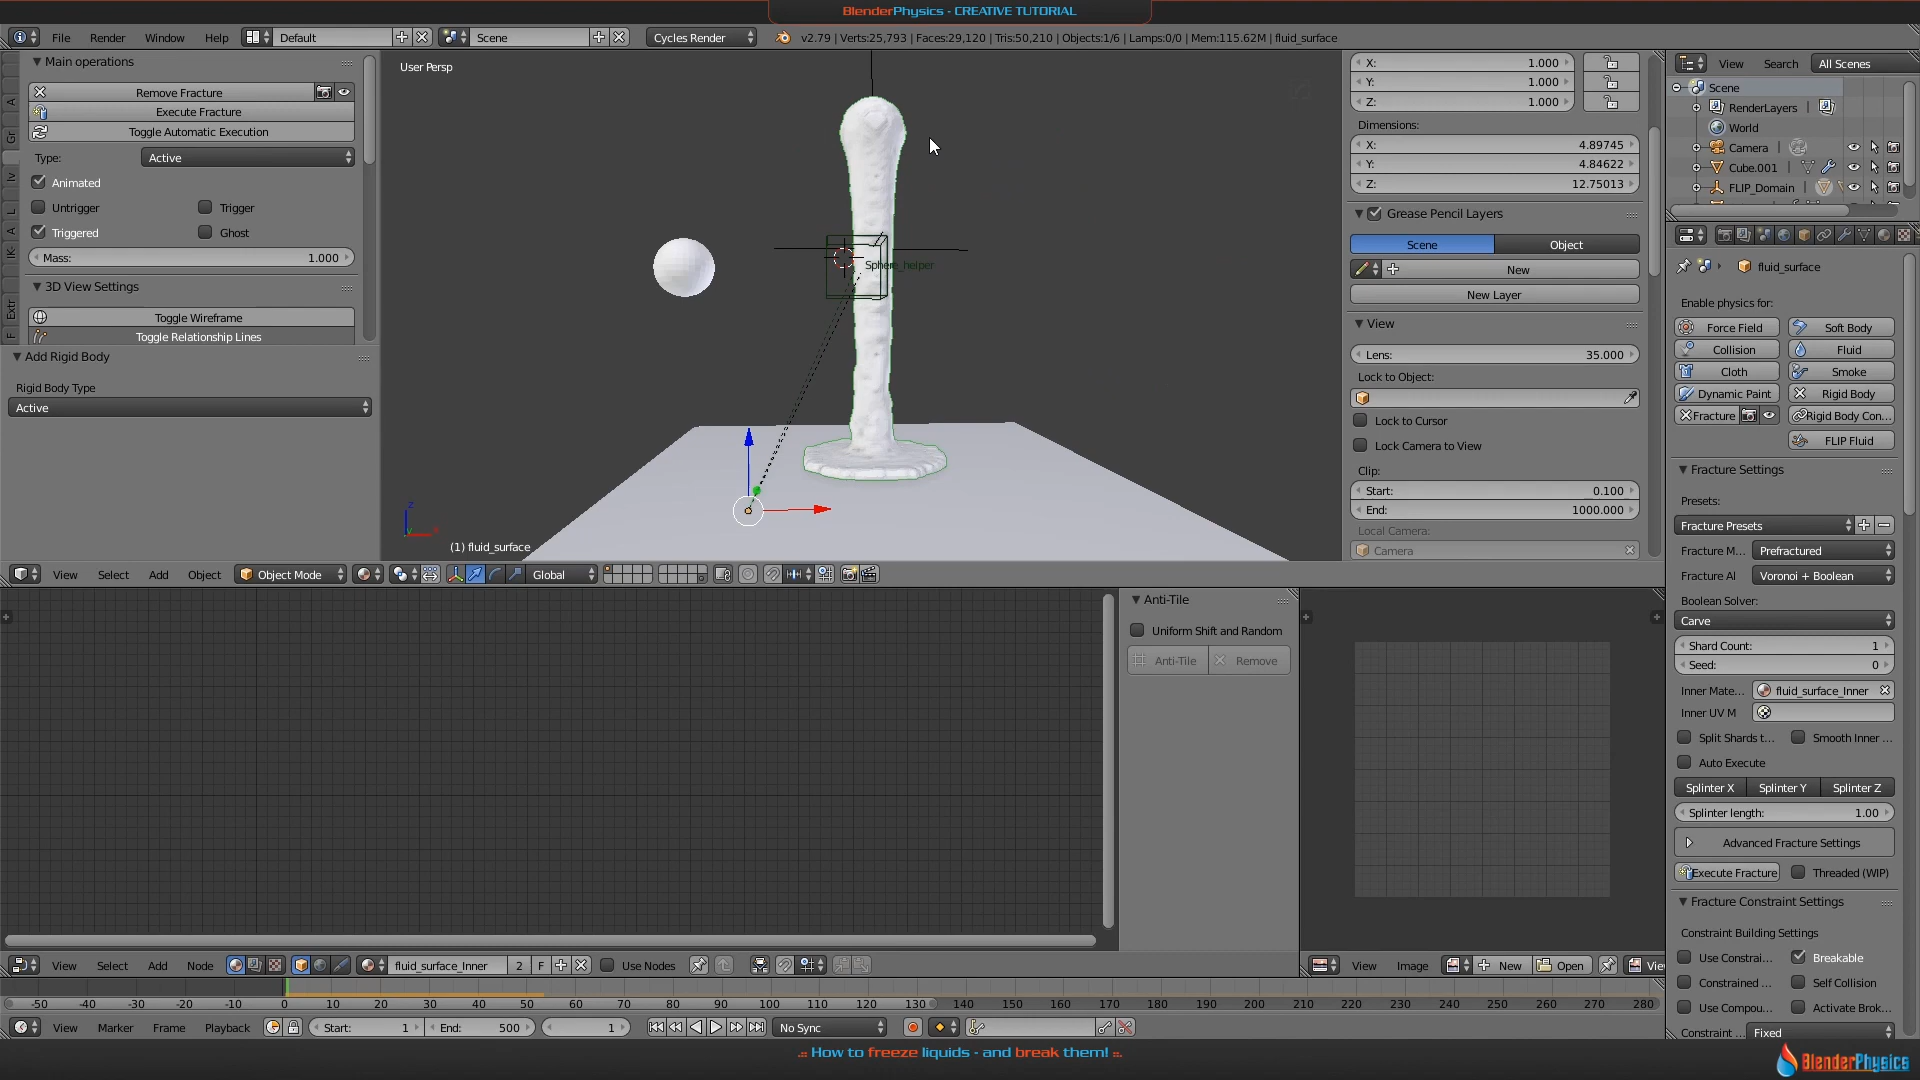 BlenderPhysics - CREATIVE TUTORIAL
File Render Window Help Default Scene Cycles Render v2.79 | Verts:25,793 | Faces:29,120 | Tris:50,210 | Objects:1/6 | Lamps:0/0 | Mem:115.62M | fluid_surface
Main operations
Remove Fracture
Execute Fracture
Toggle Automatic Execution
Type: Active
Animated
Untrigger Trigger
Triggered Ghost
Mass: 1.000
3D View Settings
Toggle Wireframe
Toggle Relationship Lines
Add Rigid Body
Rigid Body Type
Active
User Persp
Sphere_helper
(1) fluid_surface
X: 1.000
Y: 1.000
Z: 1.000
Dimensions:
X: 4.89745
Y: 4.84622
Z: 12.75013
Grease Pencil Layers
Scene Object
New
New Layer
View
Lens: 35.000
Lock to Object:
Lock to Cursor
Lock Camera to View
Clip:
Start: 0.100
End: 1000.000
Local Camera:
Camera
View Search All Scenes
Scene
RenderLayers
World
Camera
Cube.001
FLIP_Domain
fluid_surface
Enable physics for:
Force Field Soft Body
Collision Fluid
Cloth Smoke
Dynamic Paint Rigid Body
Fracture Rigid Body Con...
FLIP Fluid
Fracture Settings
Presets:
Fracture Presets
Fracture M... Prefractured
Fracture Al Voronoi + Boolean
Boolean Solver:
Carve
Shard Count: 1
Seed: 0
Inner Mate... fluid_surface_Inner
Inner UV M
Split Shards t... Smooth Inner ...
Auto Execute
Splinter X Splinter Y Splinter Z
Splinter length: 1.00
Advanced Fracture Settings
Execute Fracture Threaded (WIP)
Fracture Constraint Settings
Constraint Building Settings
Use Constrai... Breakable
Constrained ... Self Collision
Use Compou... Activate Brok...
Constraint Fixed
View Select Add Object Object Mode Global
Anti-Tile
Uniform Shift and Random
Anti-Tile Remove
View Select Add Node fluid_surface_Inner 2 F Use Nodes
View Image New Open Vie
-50 -40 -30 -20 -10 0 10 20 30 40 50 60 70 80 90 100 110 120 130 140 150 160 170 180 190 200 210 220 230 240 250 260 270 280
View Marker Frame Playback Start: 1 End: 500 1 No Sync
.:: How to freeze liquids - and break them! ::.
BlenderPhysics